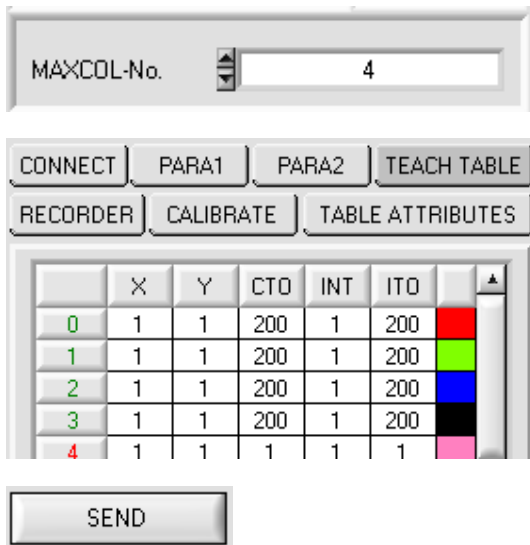 MAXCOL-No. 4
CONNECT PARA1 PARA2 TEACH TABLE
RECORDER CALIBRATE TABLE ATTRIBUTES
X Y CTO INT ITO
0 1 1 200 1 200
1 1 1 200 1 200
2 1 1 200 1 200
3 1 1 200 1 200
4 1 1 1 1 1
SEND